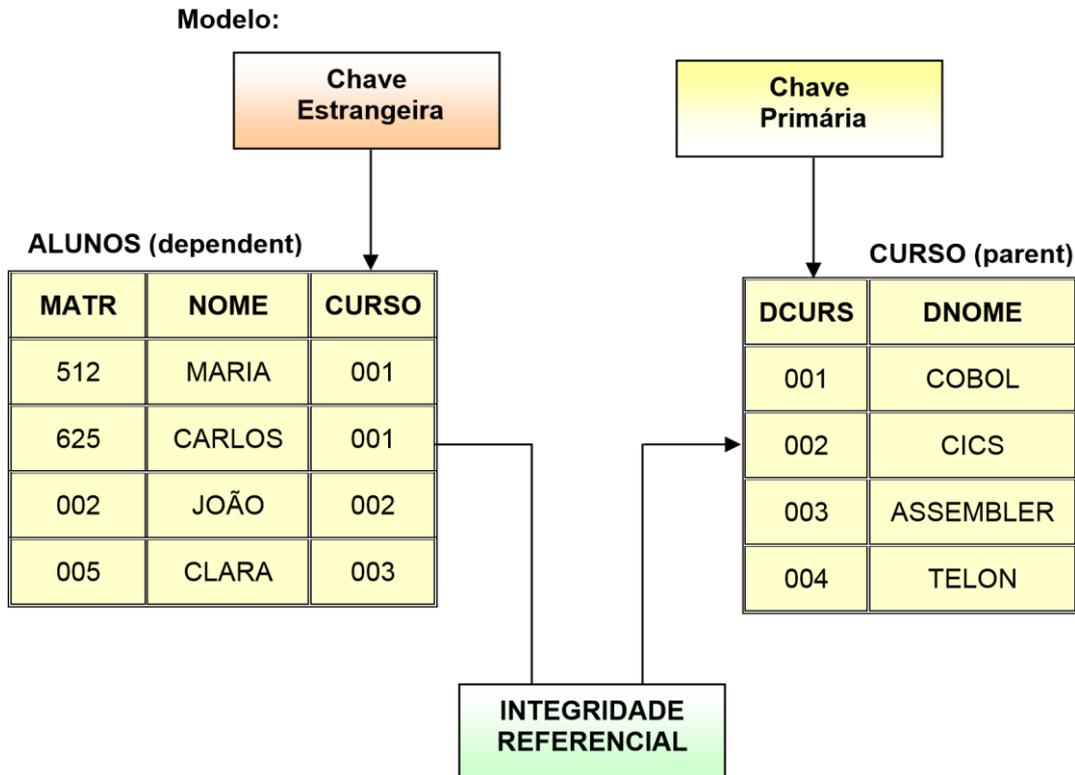 Modelo:
Chave
Estrangeira
Chave
Primária
ALUNOS (dependent)
MATR NOME CURSO
512 MARIA 001
625 CARLOS 001
002 JOÃO 002
005 CLARA 003
CURSO (parent)
DCURS DNOME
001 COBOL
002 CICS
003 ASSEMBLER
004 TELON
INTEGRIDADE
REFERENCIAL